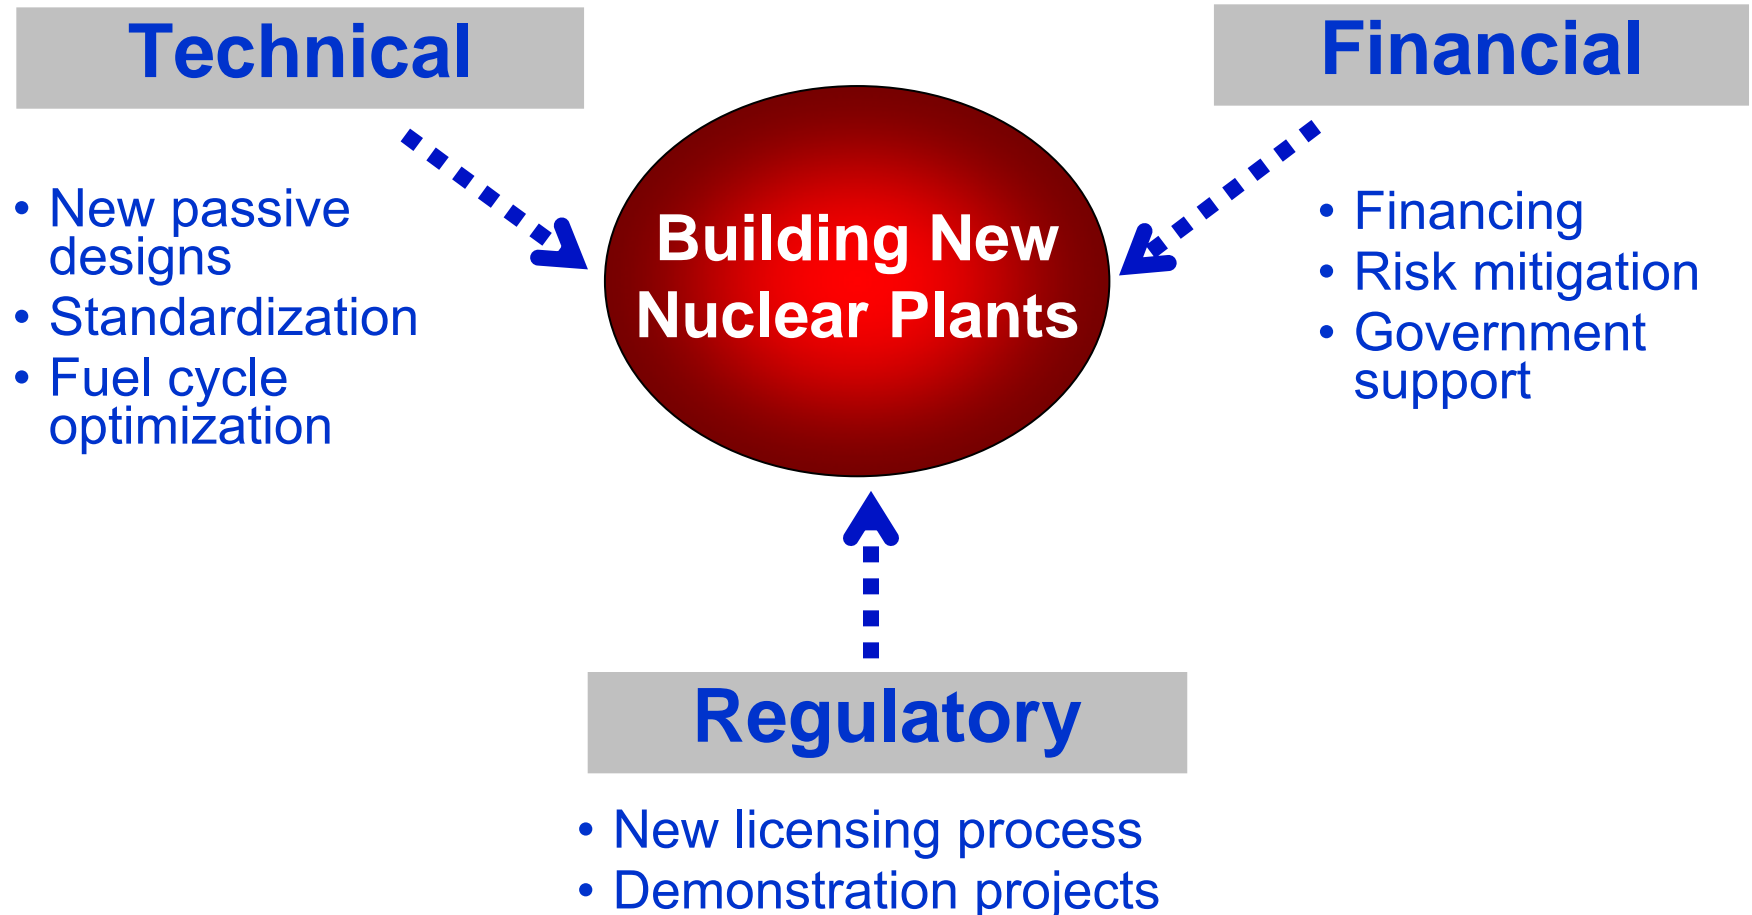 Technical
• New passive
designs
• Standardization
• Fuel cycle
optimization
Building New
Nuclear Plants
Financial
• Financing
• Risk mitigation
• Government
support
Regulatory
• New licensing process
• Demonstration projects